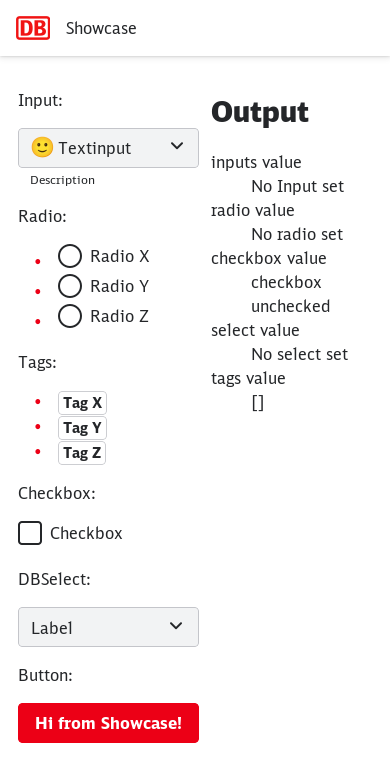 DB Showcase
Input:
🙂 Textinput
Description
Radio:
Radio X
Radio Y
Radio Z
Tags:
Tag X
Tag Y
Tag Z
Checkbox:
Checkbox
DBSelect:
Label
Button:
Hi from Showcase!
Output
inputs value
No Input set
radio value
No radio set
checkbox value
checkbox
unchecked
select value
No select set
tags value
[]